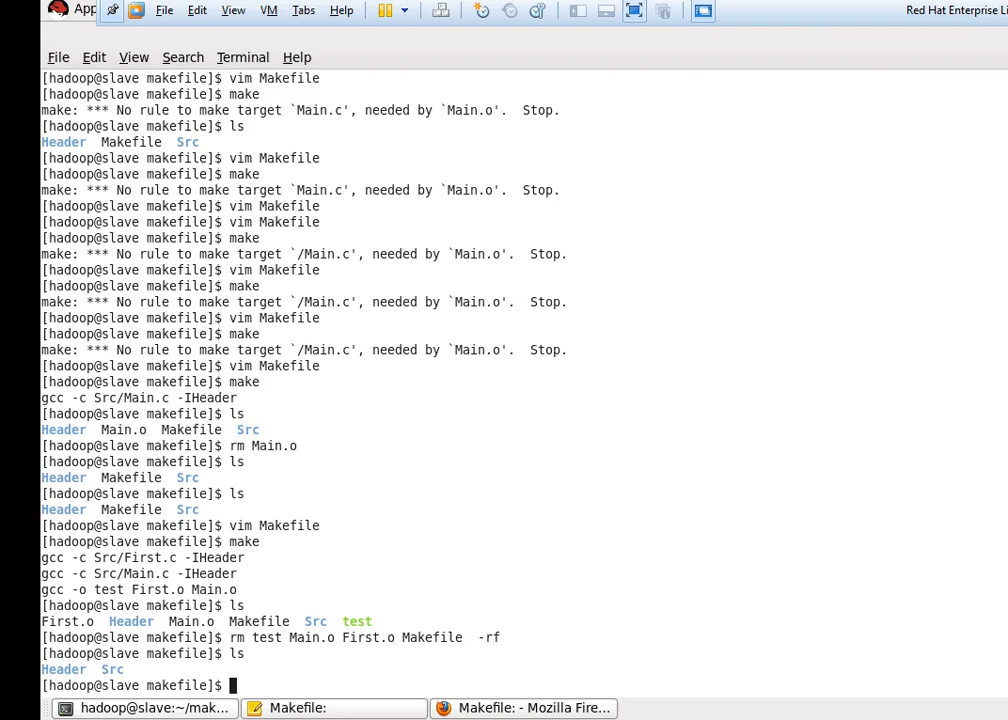 App File Edit View VM Tabs Help Red Hat Enterprise Li
File Edit View Search Terminal Help
[hadoop@slave makefile]$ vim Makefile
[hadoop@slave makefile]$ make
make: *** No rule to make target `Main.c', needed by `Main.o'.  Stop.
[hadoop@slave makefile]$ ls
Header  Makefile  Src
[hadoop@slave makefile]$ vim Makefile
[hadoop@slave makefile]$ make
make: *** No rule to make target `Main.c', needed by `Main.o'.  Stop.
[hadoop@slave makefile]$ vim Makefile
[hadoop@slave makefile]$ vim Makefile
[hadoop@slave makefile]$ make
make: *** No rule to make target `/Main.c', needed by `Main.o'.  Stop.
[hadoop@slave makefile]$ vim Makefile
[hadoop@slave makefile]$ make
make: *** No rule to make target `/Main.c', needed by `Main.o'.  Stop.
[hadoop@slave makefile]$ vim Makefile
[hadoop@slave makefile]$ make
make: *** No rule to make target `/Main.c', needed by `Main.o'.  Stop.
[hadoop@slave makefile]$ vim Makefile
[hadoop@slave makefile]$ make
gcc -c Src/Main.c -IHeader
[hadoop@slave makefile]$ ls
Header  Main.o  Makefile  Src
[hadoop@slave makefile]$ rm Main.o
[hadoop@slave makefile]$ ls
Header  Makefile  Src
[hadoop@slave makefile]$ ls
Header  Makefile  Src
[hadoop@slave makefile]$ vim Makefile
[hadoop@slave makefile]$ make
gcc -c Src/First.c -IHeader
gcc -c Src/Main.c -IHeader
gcc -o test First.o Main.o
[hadoop@slave makefile]$ ls
First.o  Header  Main.o  Makefile  Src  test
[hadoop@slave makefile]$ rm test Main.o First.o Makefile  -rf
[hadoop@slave makefile]$ ls
Header  Src
[hadoop@slave makefile]$
hadoop@slave:~/mak... Makefile: Makefile: - Mozilla Fire...